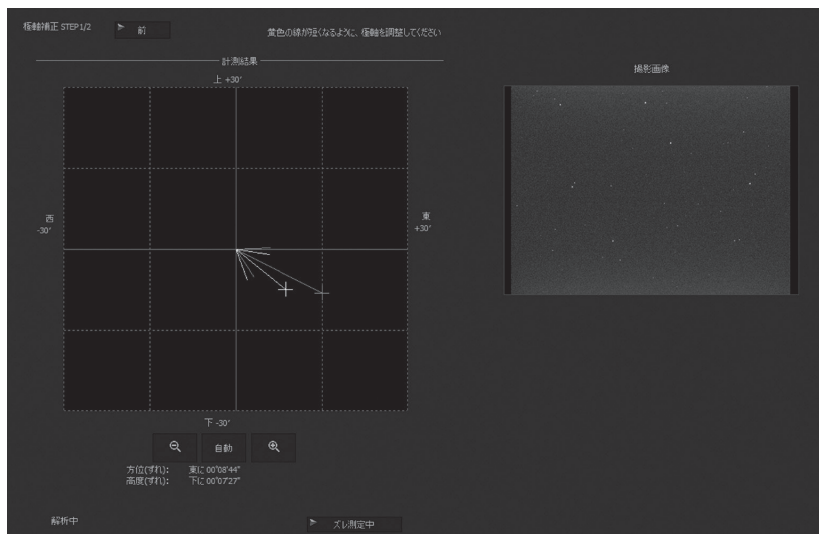 極軸補正 STEP1/2
前
黄色の線が短くなるように、極軸を調整してください
計測結果
上 +30'
西
-30'
東
+30'
下 -30'
自動
方位(ずれ): 東に 00°08'44"
高度(ずれ): 下に 00°07'27"
撮影画像
解析中
ズレ測定中